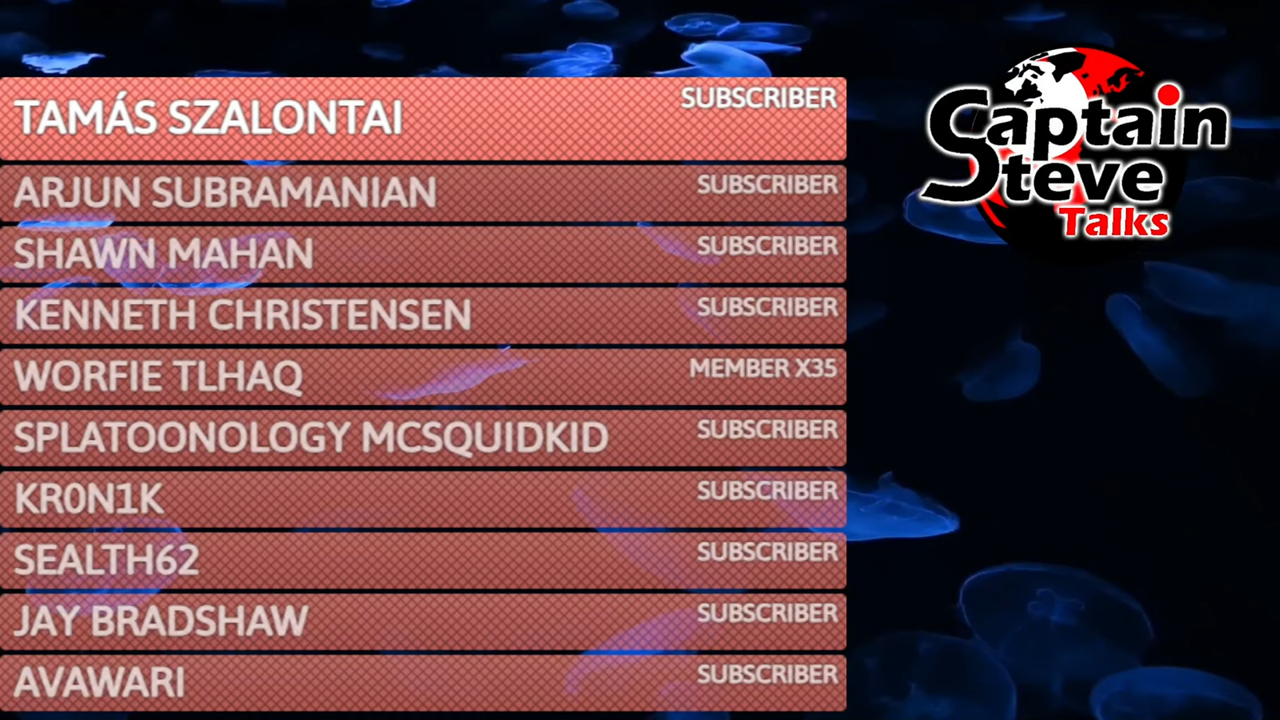 TAMÁS SZALONTAI SUBSCRIBER
ARJUN SUBRAMANIAN SUBSCRIBER
SHAWN MAHAN SUBSCRIBER
KENNETH CHRISTENSEN SUBSCRIBER
WORFIE TLHAQ MEMBER X35
SPLATOONOLOGY MCSQUIDKID SUBSCRIBER
KR0N1K SUBSCRIBER
SEALTH62 SUBSCRIBER
JAY BRADSHAW SUBSCRIBER
AVAWARI SUBSCRIBER
Captain
Steve
Talks